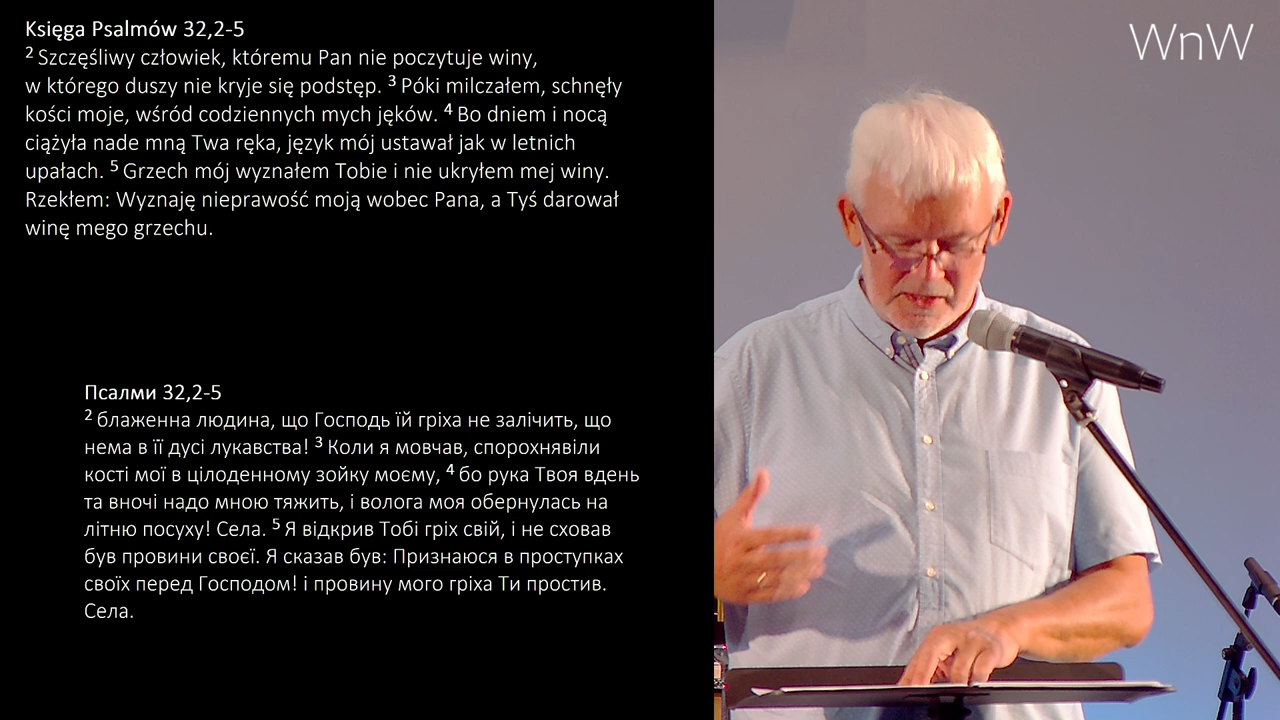 Księga Psalmów 32,2-5
2 Szczęśliwy człowiek, któremu Pan nie poczytuje winy,
w którego duszy nie kryje się podstęp. 3 Póki milczałem, schnęły
kości moje, wśród codziennych mych jęków. 4 Bo dniem i nocą
ciążyła nade mną Twa ręka, język mój ustawał jak w letnich
upałach. 5 Grzech mój wyznałem Tobie i nie ukryłem mej winy.
Rzekłem: Wyznaję nieprawość moją wobec Pana, a Tyś darował
winę mego grzechu.
Псалми 32,2-5
2 блаженна людина, що Господь їй гріха не залічить, що
нема в її дусі лукавства! 3 Коли я мовчав, спорохнявіли
кості мої в цілоденному зойку моєму, 4 бо рука Твоя вдень
та вночі надо мною тяжить, і волога моя обернулась на
літню посуху! Села. 5 Я відкрив Тобі гріх свій, і не сховав
був провини своєї. Я сказав був: Признаюся в проступках
своїх перед Господом! і провину мого гріха Ти простив.
Села.
WnW